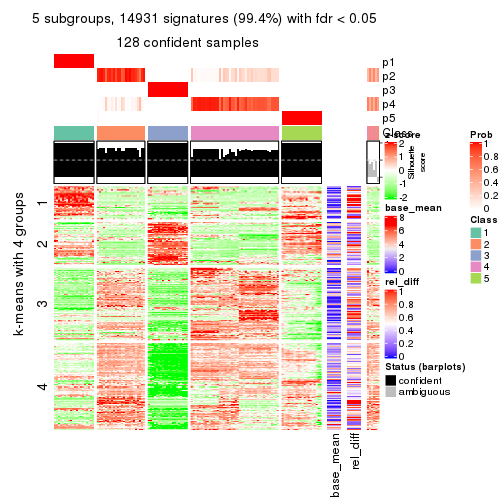 5 subgroups, 14931 signatures (99.4%) with fdr < 0.05
128 confident samples
p1
p2
p3
p4
p5
Class
z-score
2
1
0
-1
-2
Silhouette
score
Prob
1
0.8
0.6
0.4
0.2
0
Class
1
2
3
4
5
base_mean
8
6
4
2
0
rel_diff
1
0.8
0.6
0.4
0.2
0
Status (barplots)
confident
ambiguous
k-means with 4 groups
1
2
3
4
base_mean
rel_diff